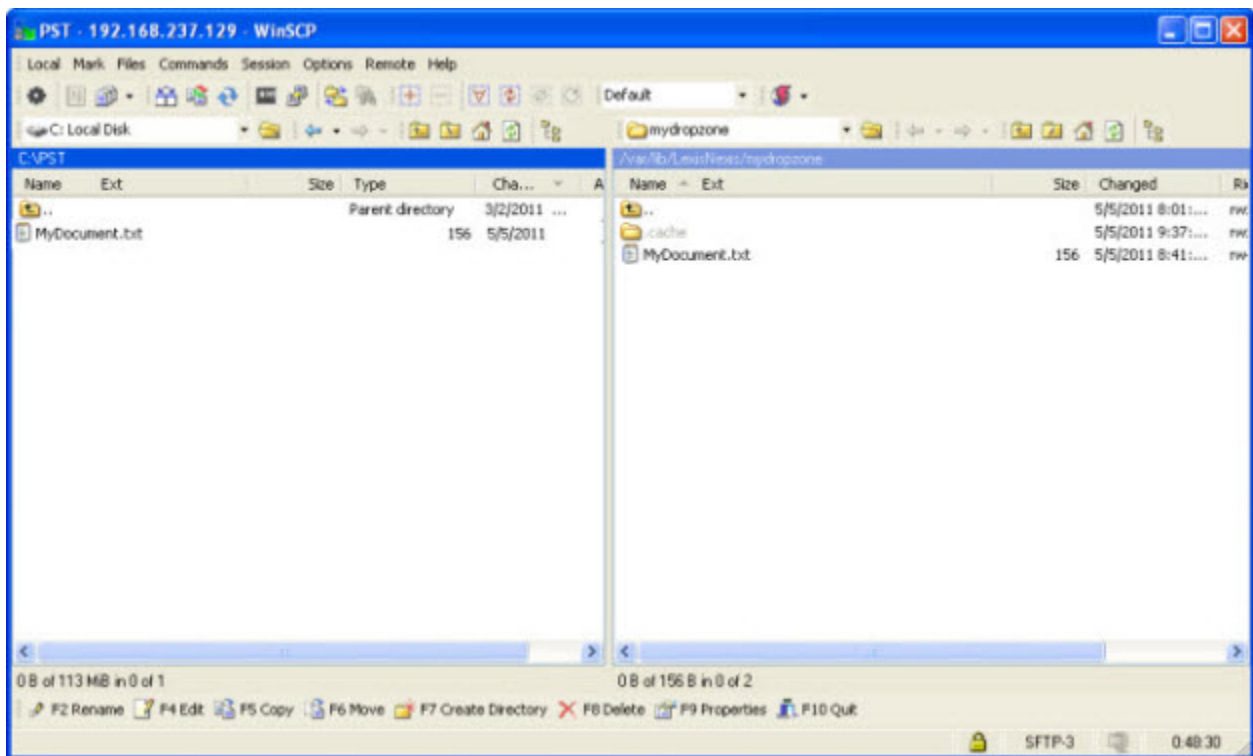 PST - 192.168.237.129 - WinSCP
Local Mark Files Commands Session Options Remote Help
Default
C: Local Disk
mydropzone
C:\PST
/var/lib/LexisNexis/mydropzone
Name Ext Size Type Cha... A
Name Ext Size Changed
.. Parent directory 3/2/2011 ...
.. 5/5/2011 8:01:...
.cache 5/5/2011 9:37:...
MyDocument.txt 156 5/5/2011
MyDocument.txt 156 5/5/2011 8:41:...
0 B of 113 MiB in 0 of 1
0 B of 156 B in 0 of 2
F2 Rename F4 Edit F5 Copy F6 Move F7 Create Directory F8 Delete F9 Properties F10 Quit
SFTP-3 0:48:30